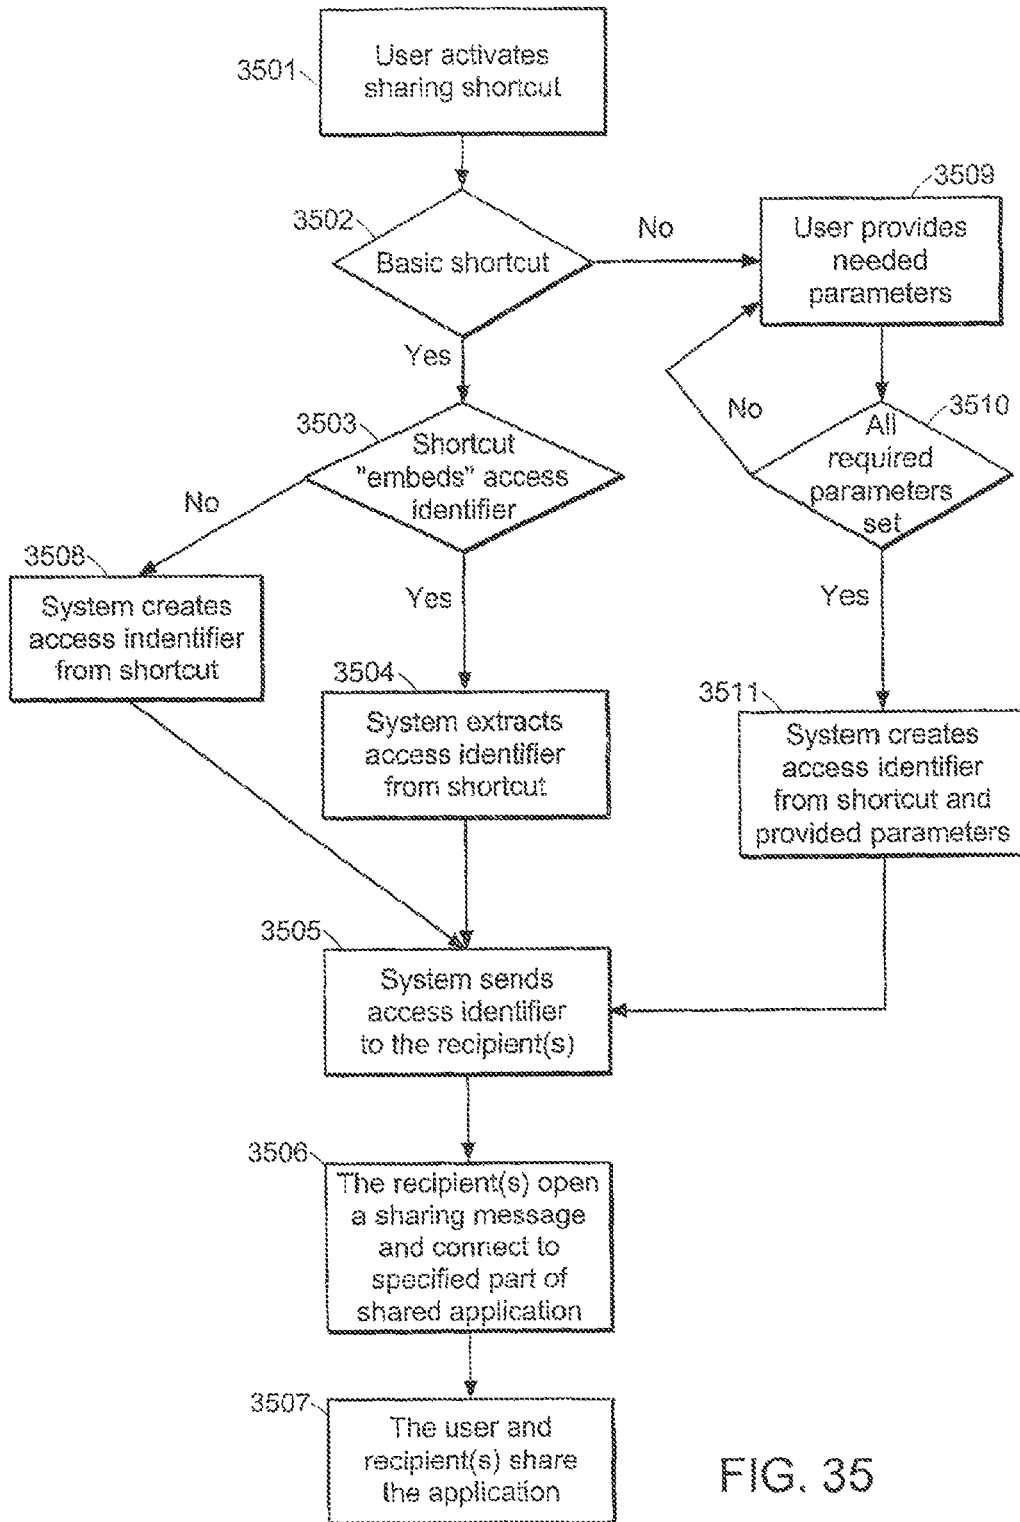 3501
User activates
sharing shortcut
3502
Basic shortcut
No
3509
User provides
needed
parameters
Yes
3503
Shortcut
"embeds" access
identifier
No
3510
All
required
parameters
set
No
3508
System creates
access indentifier
from shortcut
Yes
Yes
3504
System extracts
access identifier
from shortcut
3511
System creates
access identifier
from shortcut and
provided parameters
3505
System sends
access identifier
to the recipient(s)
3506
The recipient(s) open
a sharing message
and connect to
specified part of
shared application
3507
The user and
recipient(s) share
the application
FIG. 35